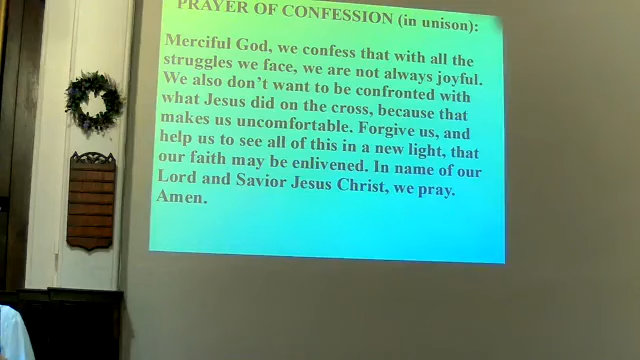 PRAYER OF CONFESSION (in unison):
Merciful God, we confess that with all the
struggles we face, we are not always joyful.
We also don't want to be confronted with
what Jesus did on the cross, because that
makes us uncomfortable. Forgive us, and
help us to see all of this in a new light, that
our faith may be enlivened. In name of our
Lord and Savior Jesus Christ, we pray.
Amen.